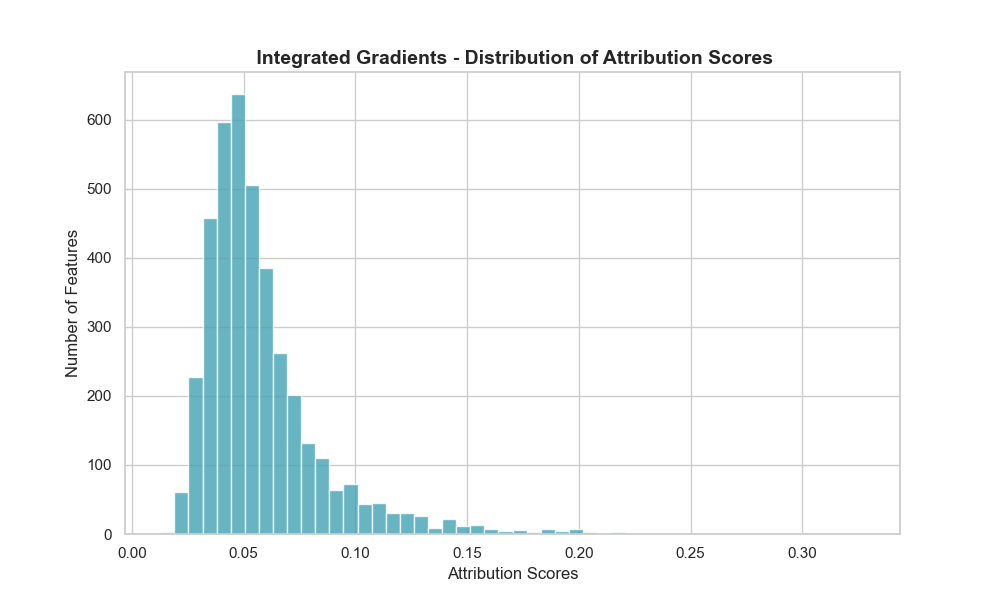 Integrated Gradients - Distribution of Attribution Scores
Number of Features
600
500
400
300
200
100
0
0.00 0.05 0.10 0.15 0.20 0.25 0.30
Attribution Scores